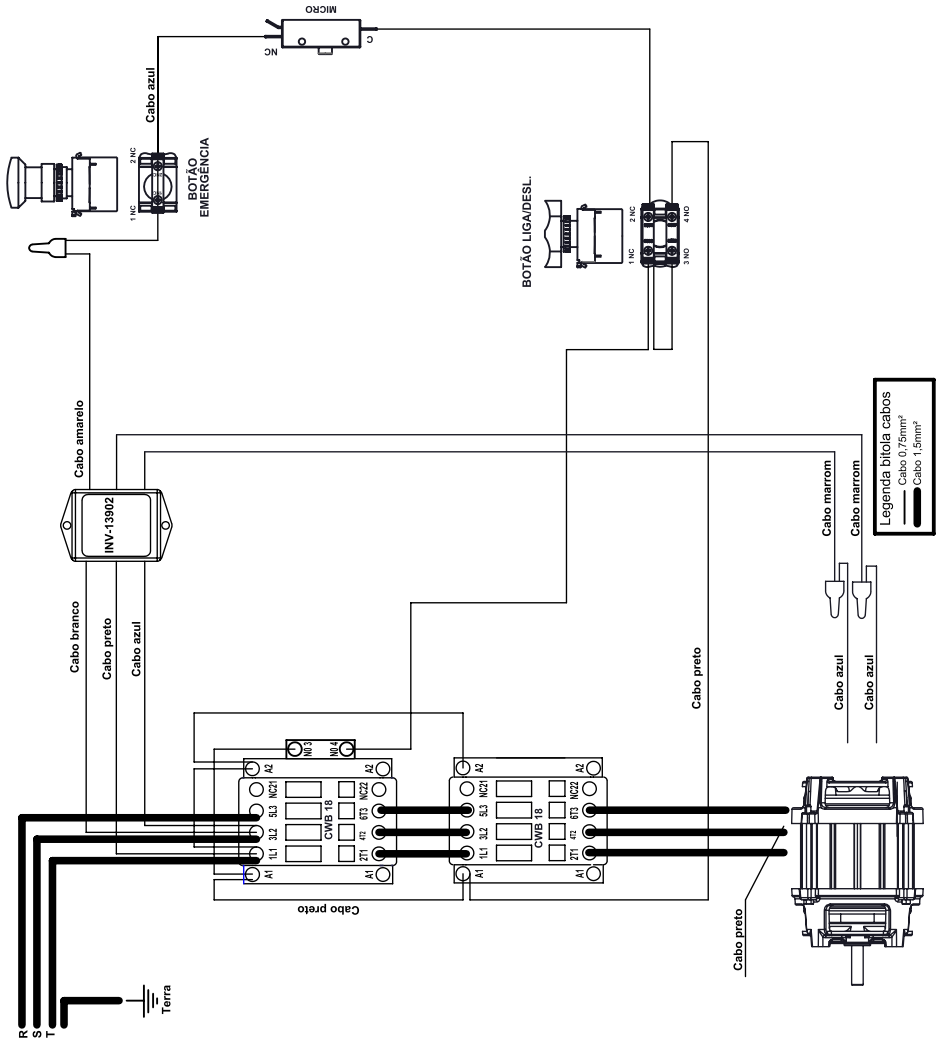 MICRO
NC
C
Cabo azul
2 NC
1 NC
BOTÃO
EMERGÊNCIA
BOTÃO LIGA/DESL.
2 NC
1 NC
4 NO
3 NO
Cabo amarelo
INV-13902
Cabo branco
Cabo preto
Cabo azul
Legenda bitola cabos
Cabo 0,75mm²
Cabo 1,5mm²
Cabo marrom
Cabo marrom
Cabo azul
Cabo azul
Cabo preto
N0 3
N0 4
A2
A2
NC21
NC22
5L3
6T3
CWB 18
3L2
4T2
1L1
2T1
A1
A1
A2
A2
NC21
NC22
5L3
6T3
CWB 18
3L2
4T2
1L1
2T1
A1
A1
Cabo preto
Cabo preto
R
S
T
Terra